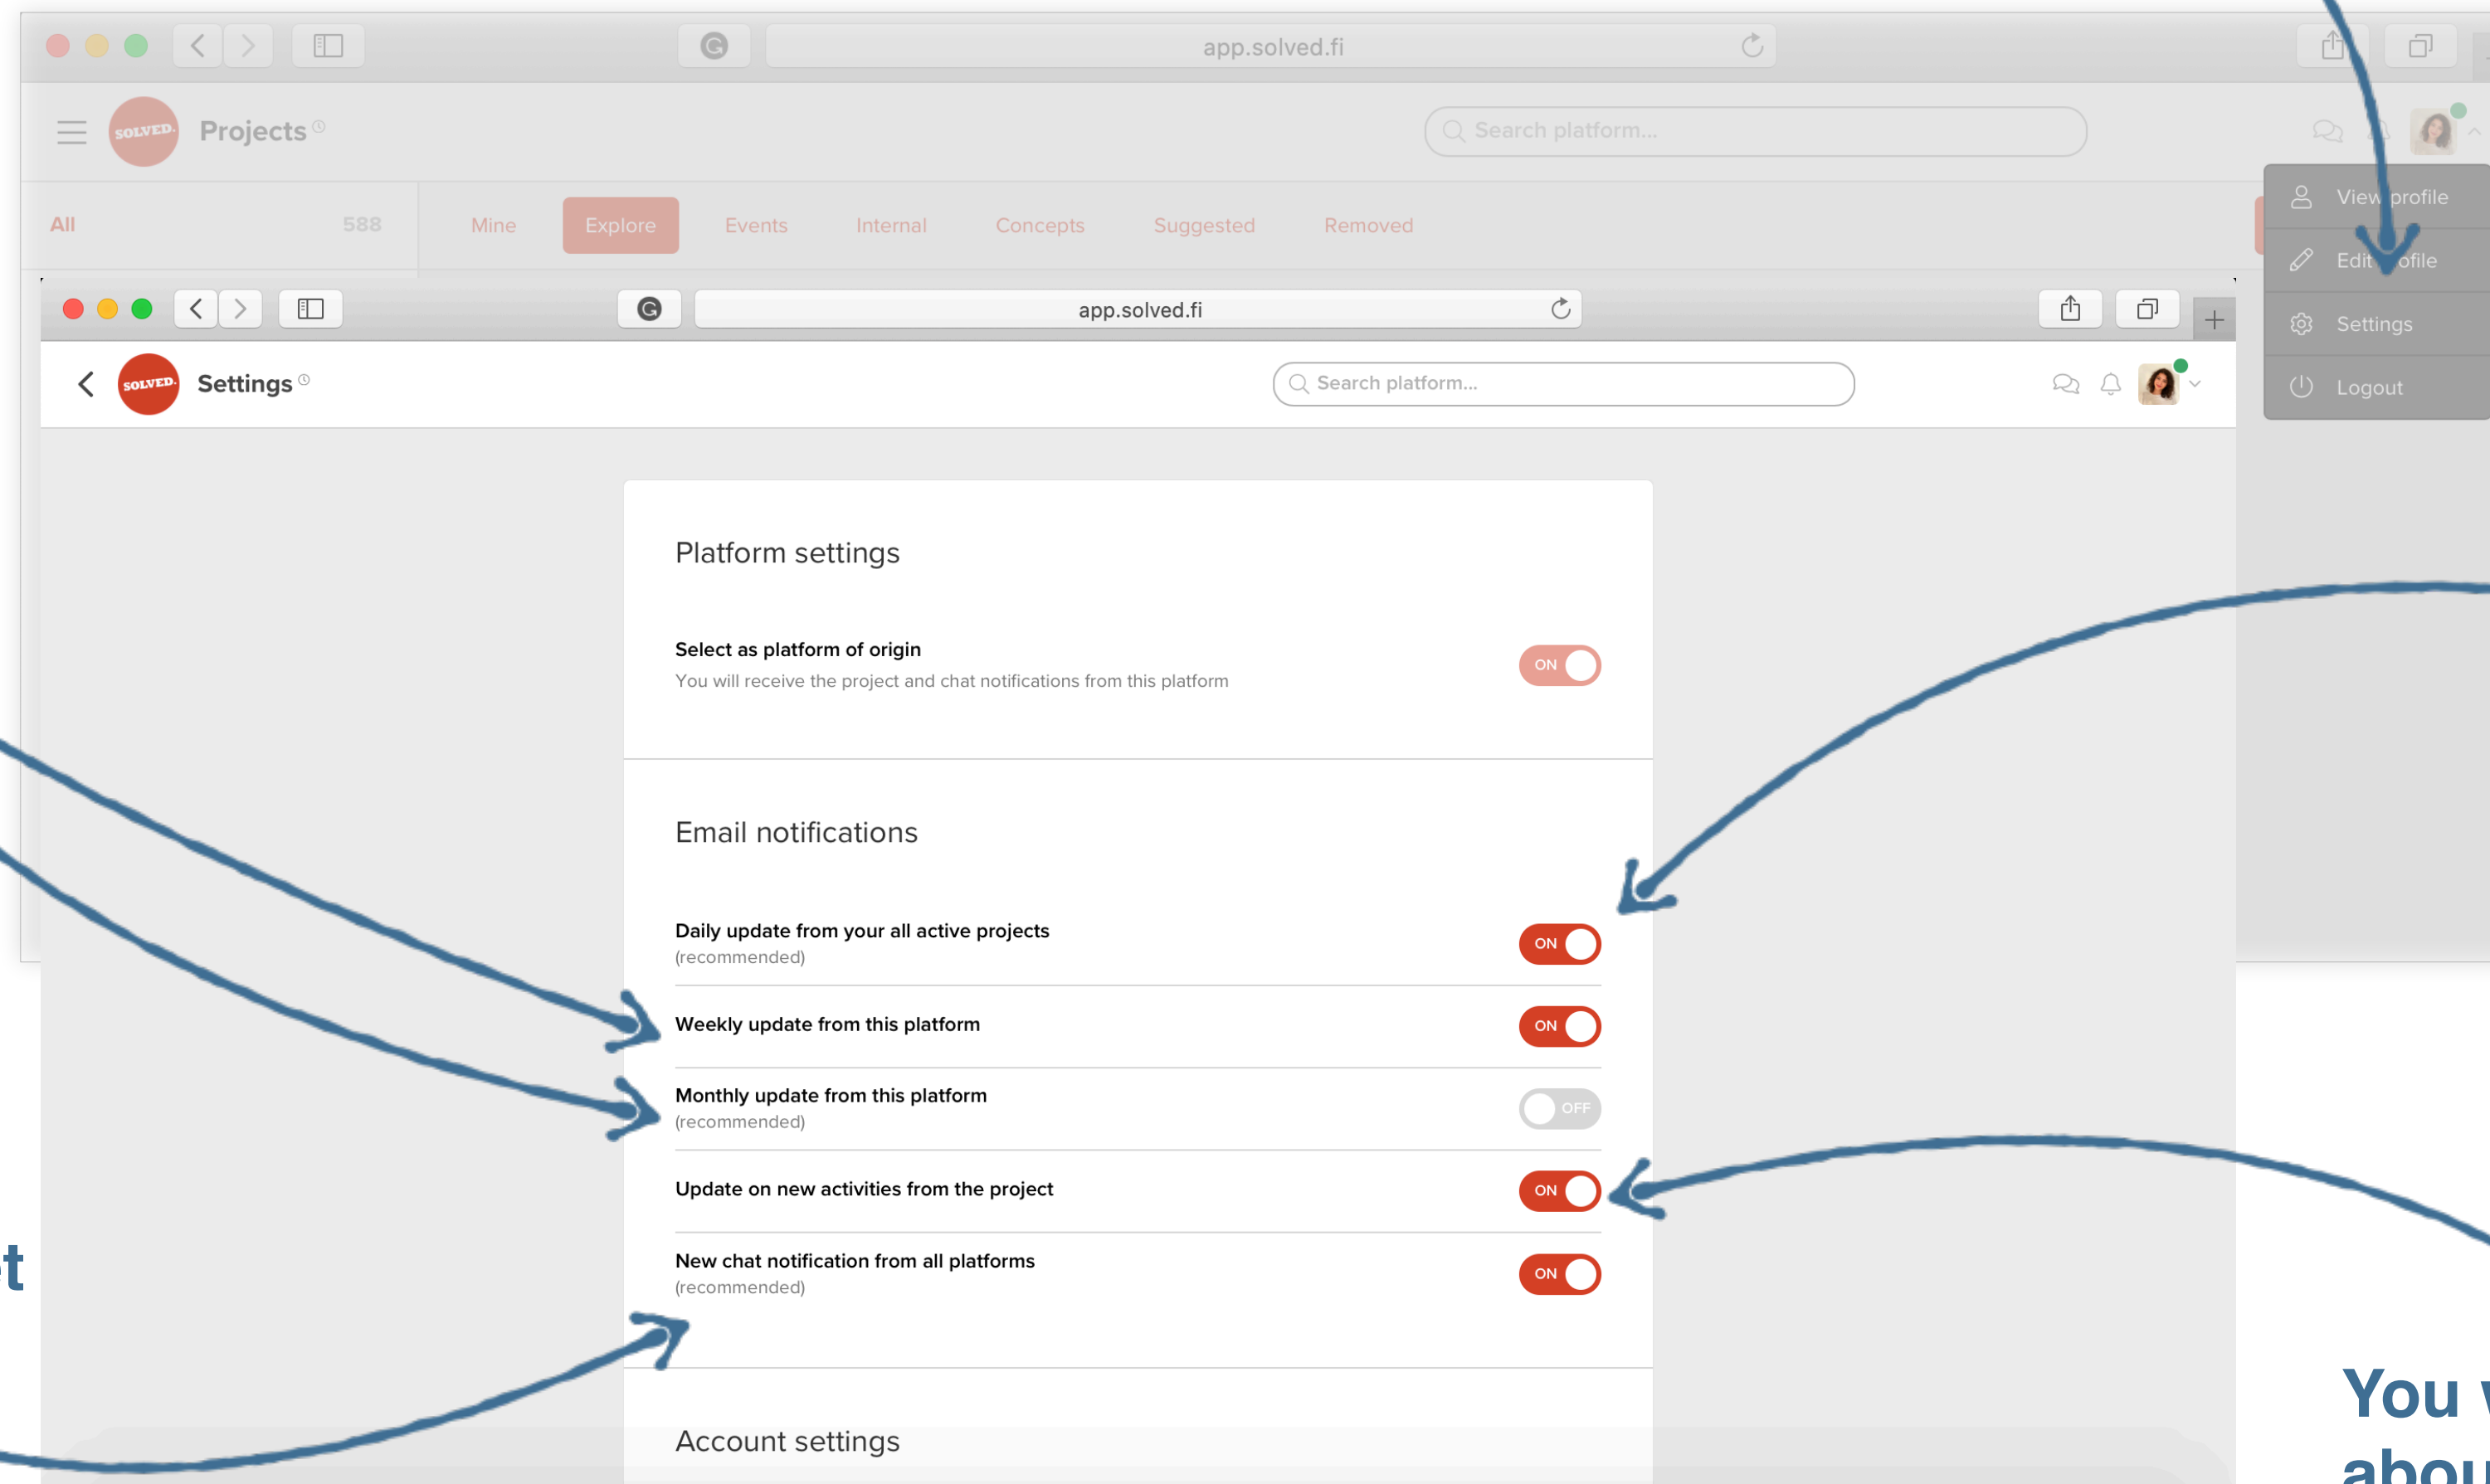 app.solved.fi
SOLVED.
Projects
Search platform...
All 588 Mine Explore Events Internal Concepts Suggested Removed
View profile
Edit profile
Settings
Logout
app.solved.fi
SOLVED.
Settings
Search platform...
Platform settings
Select as platform of origin
ON
You will receive the project and chat notifications from this platform
Email notifications
Daily update from your all active projects
ON
(recommended)
Weekly update from this platform
ON
Monthly update from this platform
OFF
(recommended)
Update on new activities from the project
ON
New chat notification from all platforms
ON
(recommended)
Account settings
You